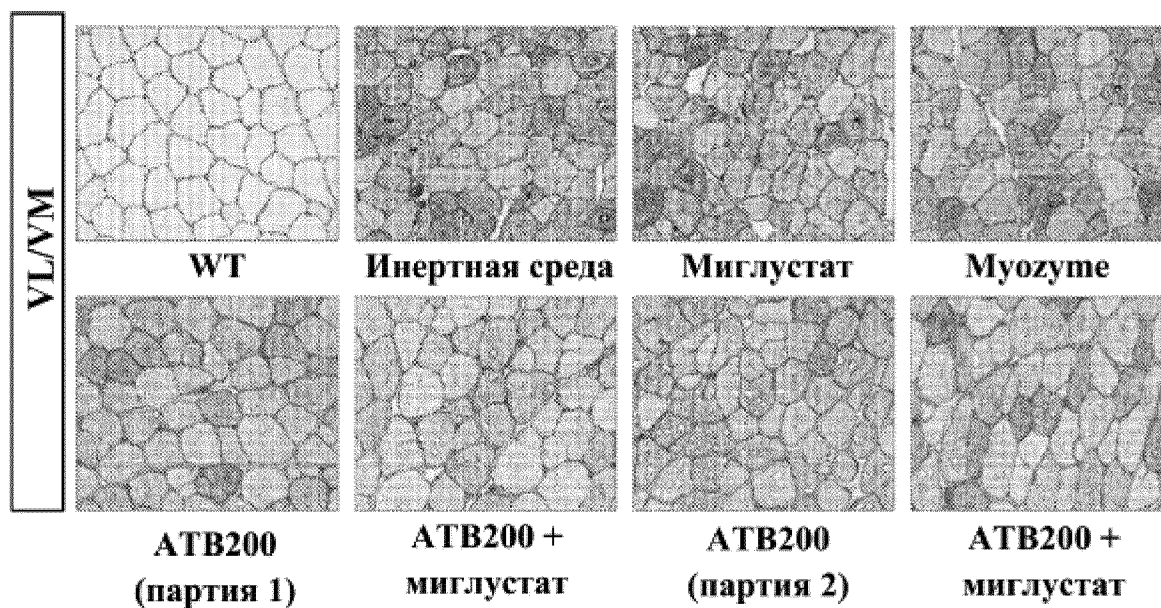 VL/VM
WT
Инертная среда
Миглустат
Myozyme
ATB200
(партия 1)
ATB200 +
миглустат
ATB200
(партия 2)
ATB200 +
миглустат